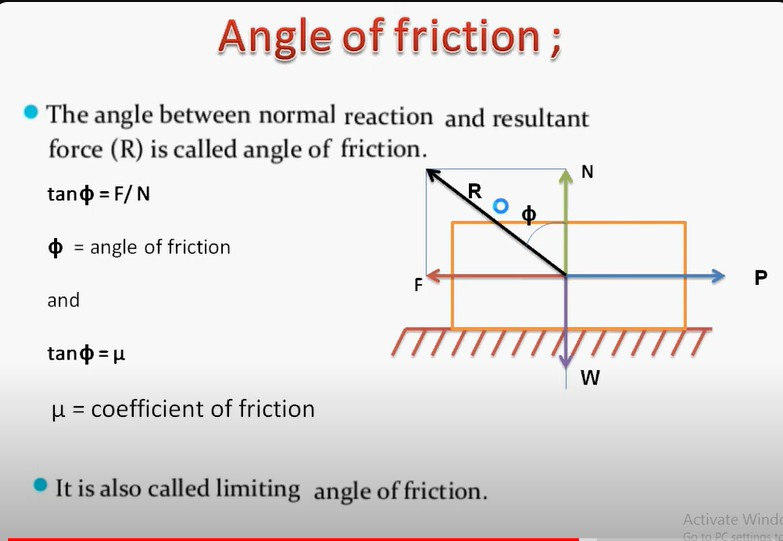 Angle of friction ;
The angle between normal reaction and resultant
force (R) is called angle of friction.
tanϕ = F/ N
ϕ = angle of friction
and
tanϕ = μ
μ = coefficient of friction
It is also called limiting angle of friction.
N
R
ϕ
F
P
W
Activate Windo
Go to PC settings t